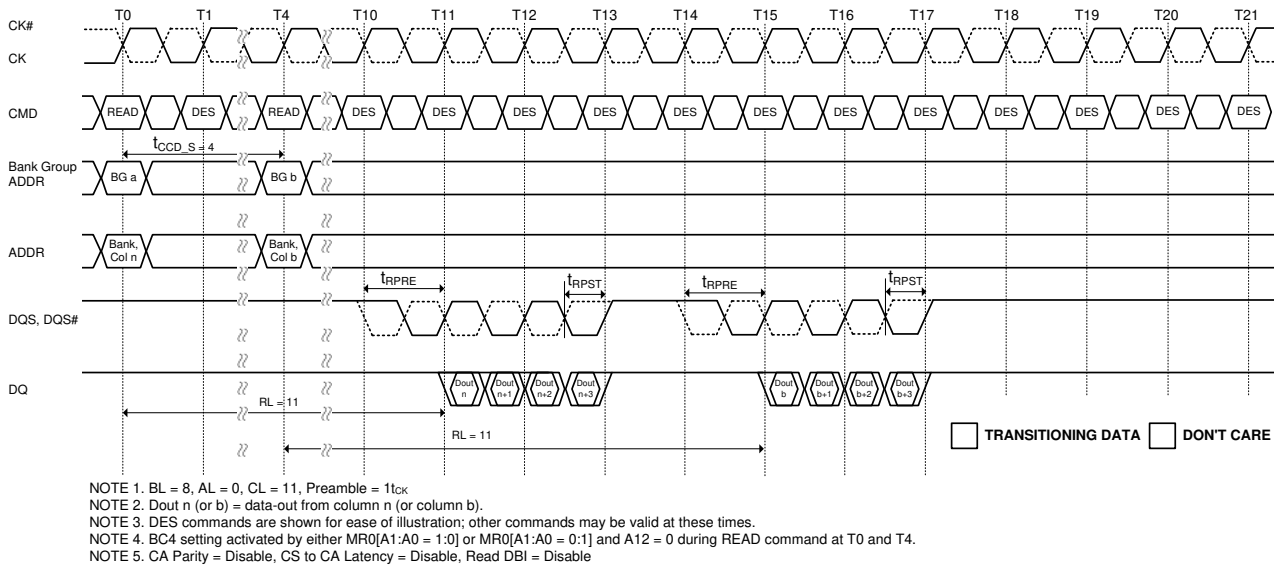 T0 T1 T4 T10 T11 T12 T13 T14 T15 T16 T17 T18 T19 T20 T21
CK#
CK
CMD READ DES READ DES DES DES DES DES DES DES DES DES DES DES DES
tCCD_S = 4
Bank Group
ADDR
BG a BG b
ADDR
Bank,
Col n
Bank,
Col b
tRPRE tRPST tRPRE tRPST
DQS, DQS#
DQ
Dout
n
Dout
n+1
Dout
n+2
Dout
n+3
Dout
b
Dout
b+1
Dout
b+2
Dout
b+3
RL = 11
RL = 11
TRANSITIONING DATA DON'T CARE
NOTE 1. BL = 8, AL = 0, CL = 11, Preamble = 1tCK
NOTE 2. Dout n (or b) = data-out from column n (or column b).
NOTE 3. DES commands are shown for ease of illustration; other commands may be valid at these times.
NOTE 4. BC4 setting activated by either MR0[A1:A0 = 1:0] or MR0[A1:A0 = 0:1] and A12 = 0 during READ command at T0 and T4.
NOTE 5. CA Parity = Disable, CS to CA Latency = Disable, Read DBI = Disable